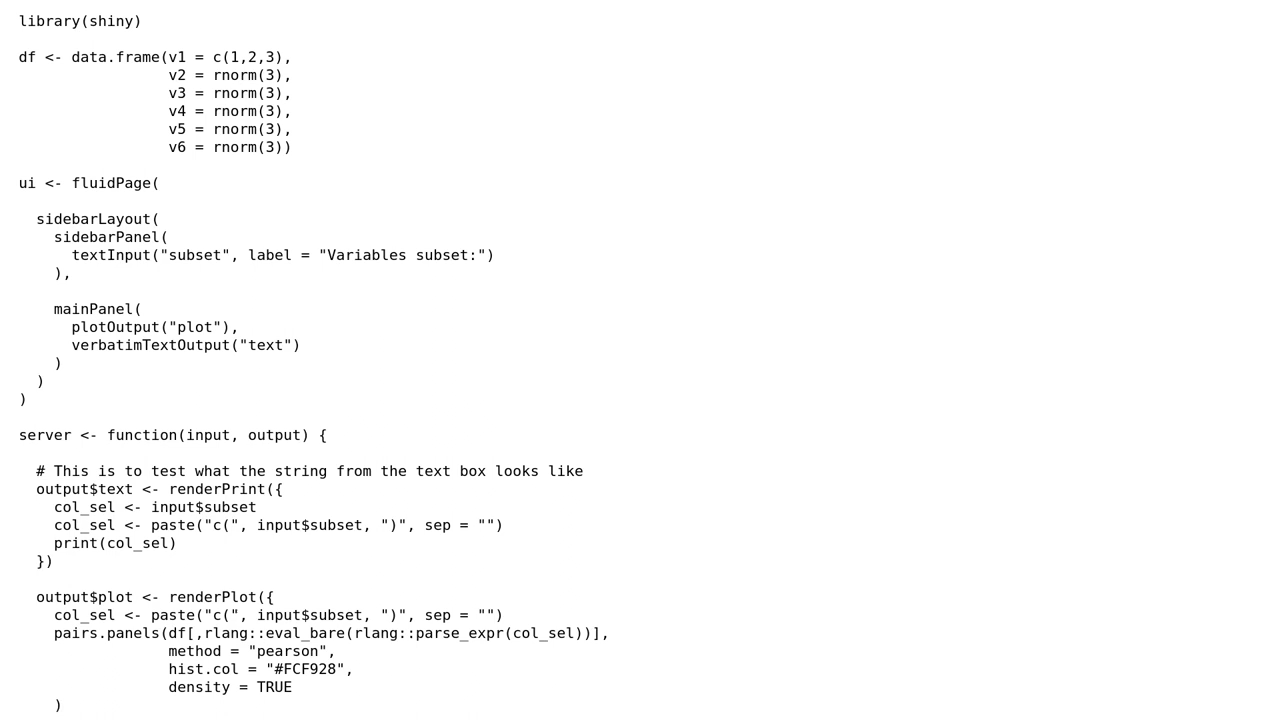 library(shiny)

df <- data.frame(v1 = c(1,2,3),
                 v2 = rnorm(3),
                 v3 = rnorm(3),
                 v4 = rnorm(3),
                 v5 = rnorm(3),
                 v6 = rnorm(3))

ui <- fluidPage(

  sidebarLayout(
    sidebarPanel(
      textInput("subset", label = "Variables subset:")
    ),

    mainPanel(
      plotOutput("plot"),
      verbatimTextOutput("text")
    )
  )
)

server <- function(input, output) {

  # This is to test what the string from the text box looks like
  output$text <- renderPrint({
    col_sel <- input$subset
    col_sel <- paste("c(", input$subset, ")", sep = "")
    print(col_sel)
  })

  output$plot <- renderPlot({
    col_sel <- paste("c(", input$subset, ")", sep = "")
    pairs.panels(df[,rlang::eval_bare(rlang::parse_expr(col_sel))],
                 method = "pearson",
                 hist.col = "#FCF928",
                 density = TRUE
    )